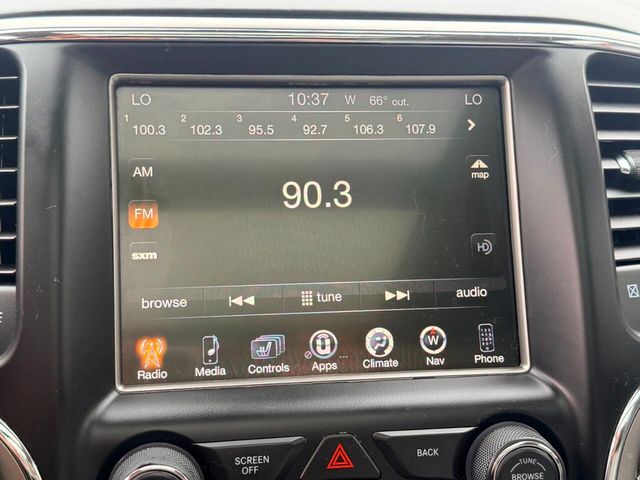 LO 10:37 W 66° out. LO
1 100.3 2 102.3 3 95.5 4 92.7 5 106.3 6 107.9
AM
map
90.3
FM
sxm
HD
browse tune audio
Radio Media Controls Apps Climate Nav Phone
SCREEN OFF
BACK
TUNE
BROWSE